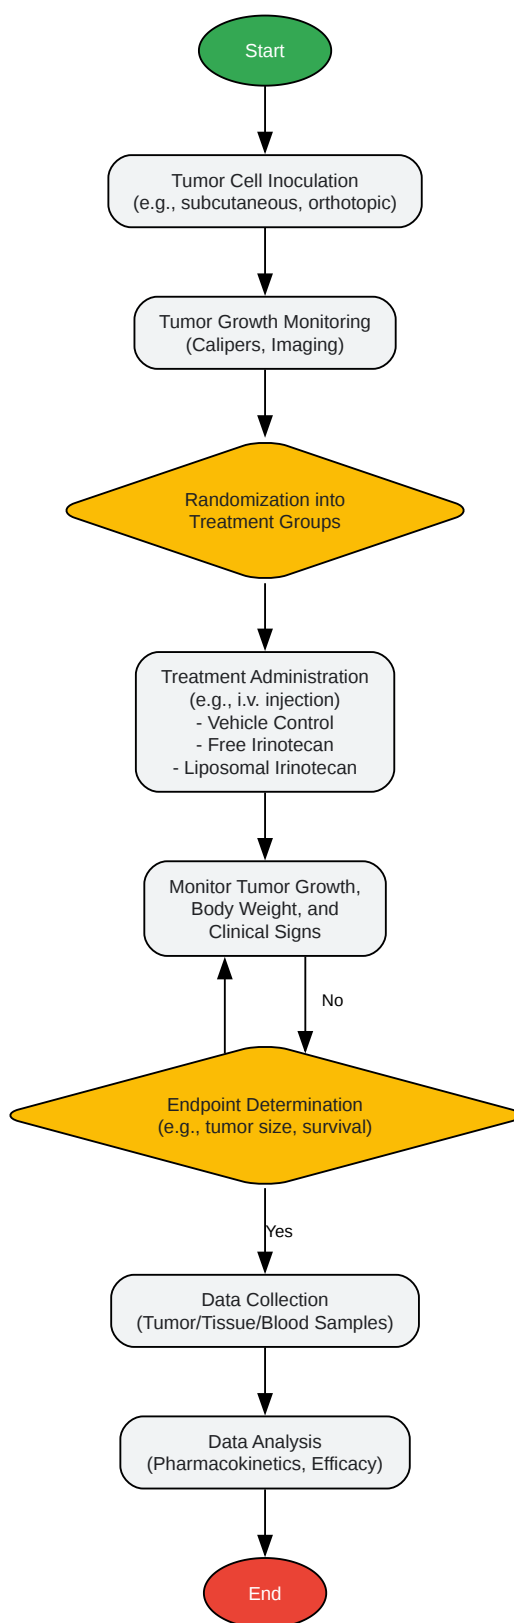 Start
Tumor Cell Inoculation
(e.g., subcutaneous, orthotopic)
Tumor Growth Monitoring
(Calipers, Imaging)
Randomization into
Treatment Groups
Treatment Administration
(e.g., i.v. injection)
- Vehicle Control
- Free Irinotecan
- Liposomal Irinotecan
Monitor Tumor Growth,
Body Weight, and
Clinical Signs
No
Endpoint Determination
(e.g., tumor size, survival)
Yes
Data Collection
(Tumor/Tissue/Blood Samples)
Data Analysis
(Pharmacokinetics, Efficacy)
End